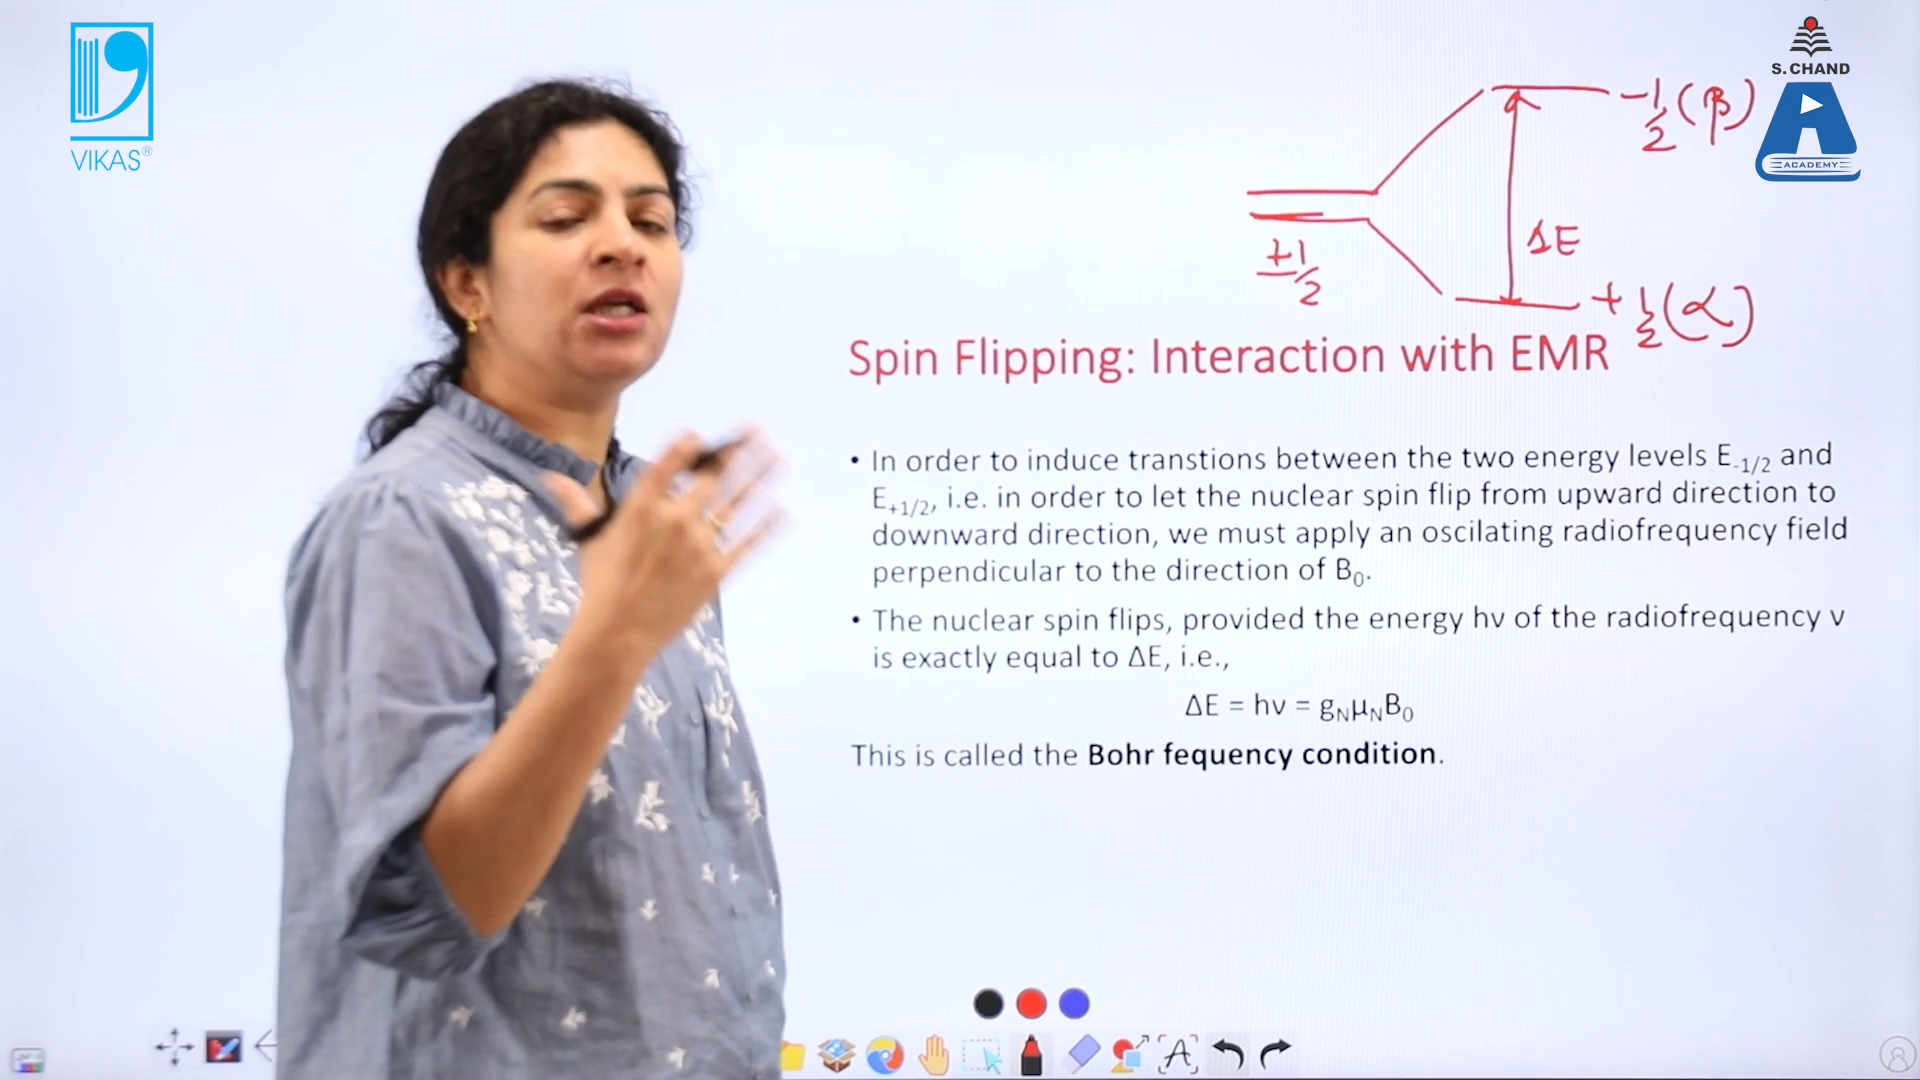 VIKAS®
S. CHAND
ACADEMY
-1/2 (β)
ΔE
+1/2
+ 1/2 (α)
Spin Flipping: Interaction with EMR
• In order to induce transtions between the two energy levels E-1/2 and
E+1/2, i.e. in order to let the nuclear spin flip from upward direction to
downward direction, we must apply an oscilating radiofrequency field
perpendicular to the direction of B0.
• The nuclear spin flips, provided the energy hν of the radiofrequency ν
is exactly equal to ΔE, i.e.,
ΔE = hν = gNμNB0
This is called the Bohr fequency condition.